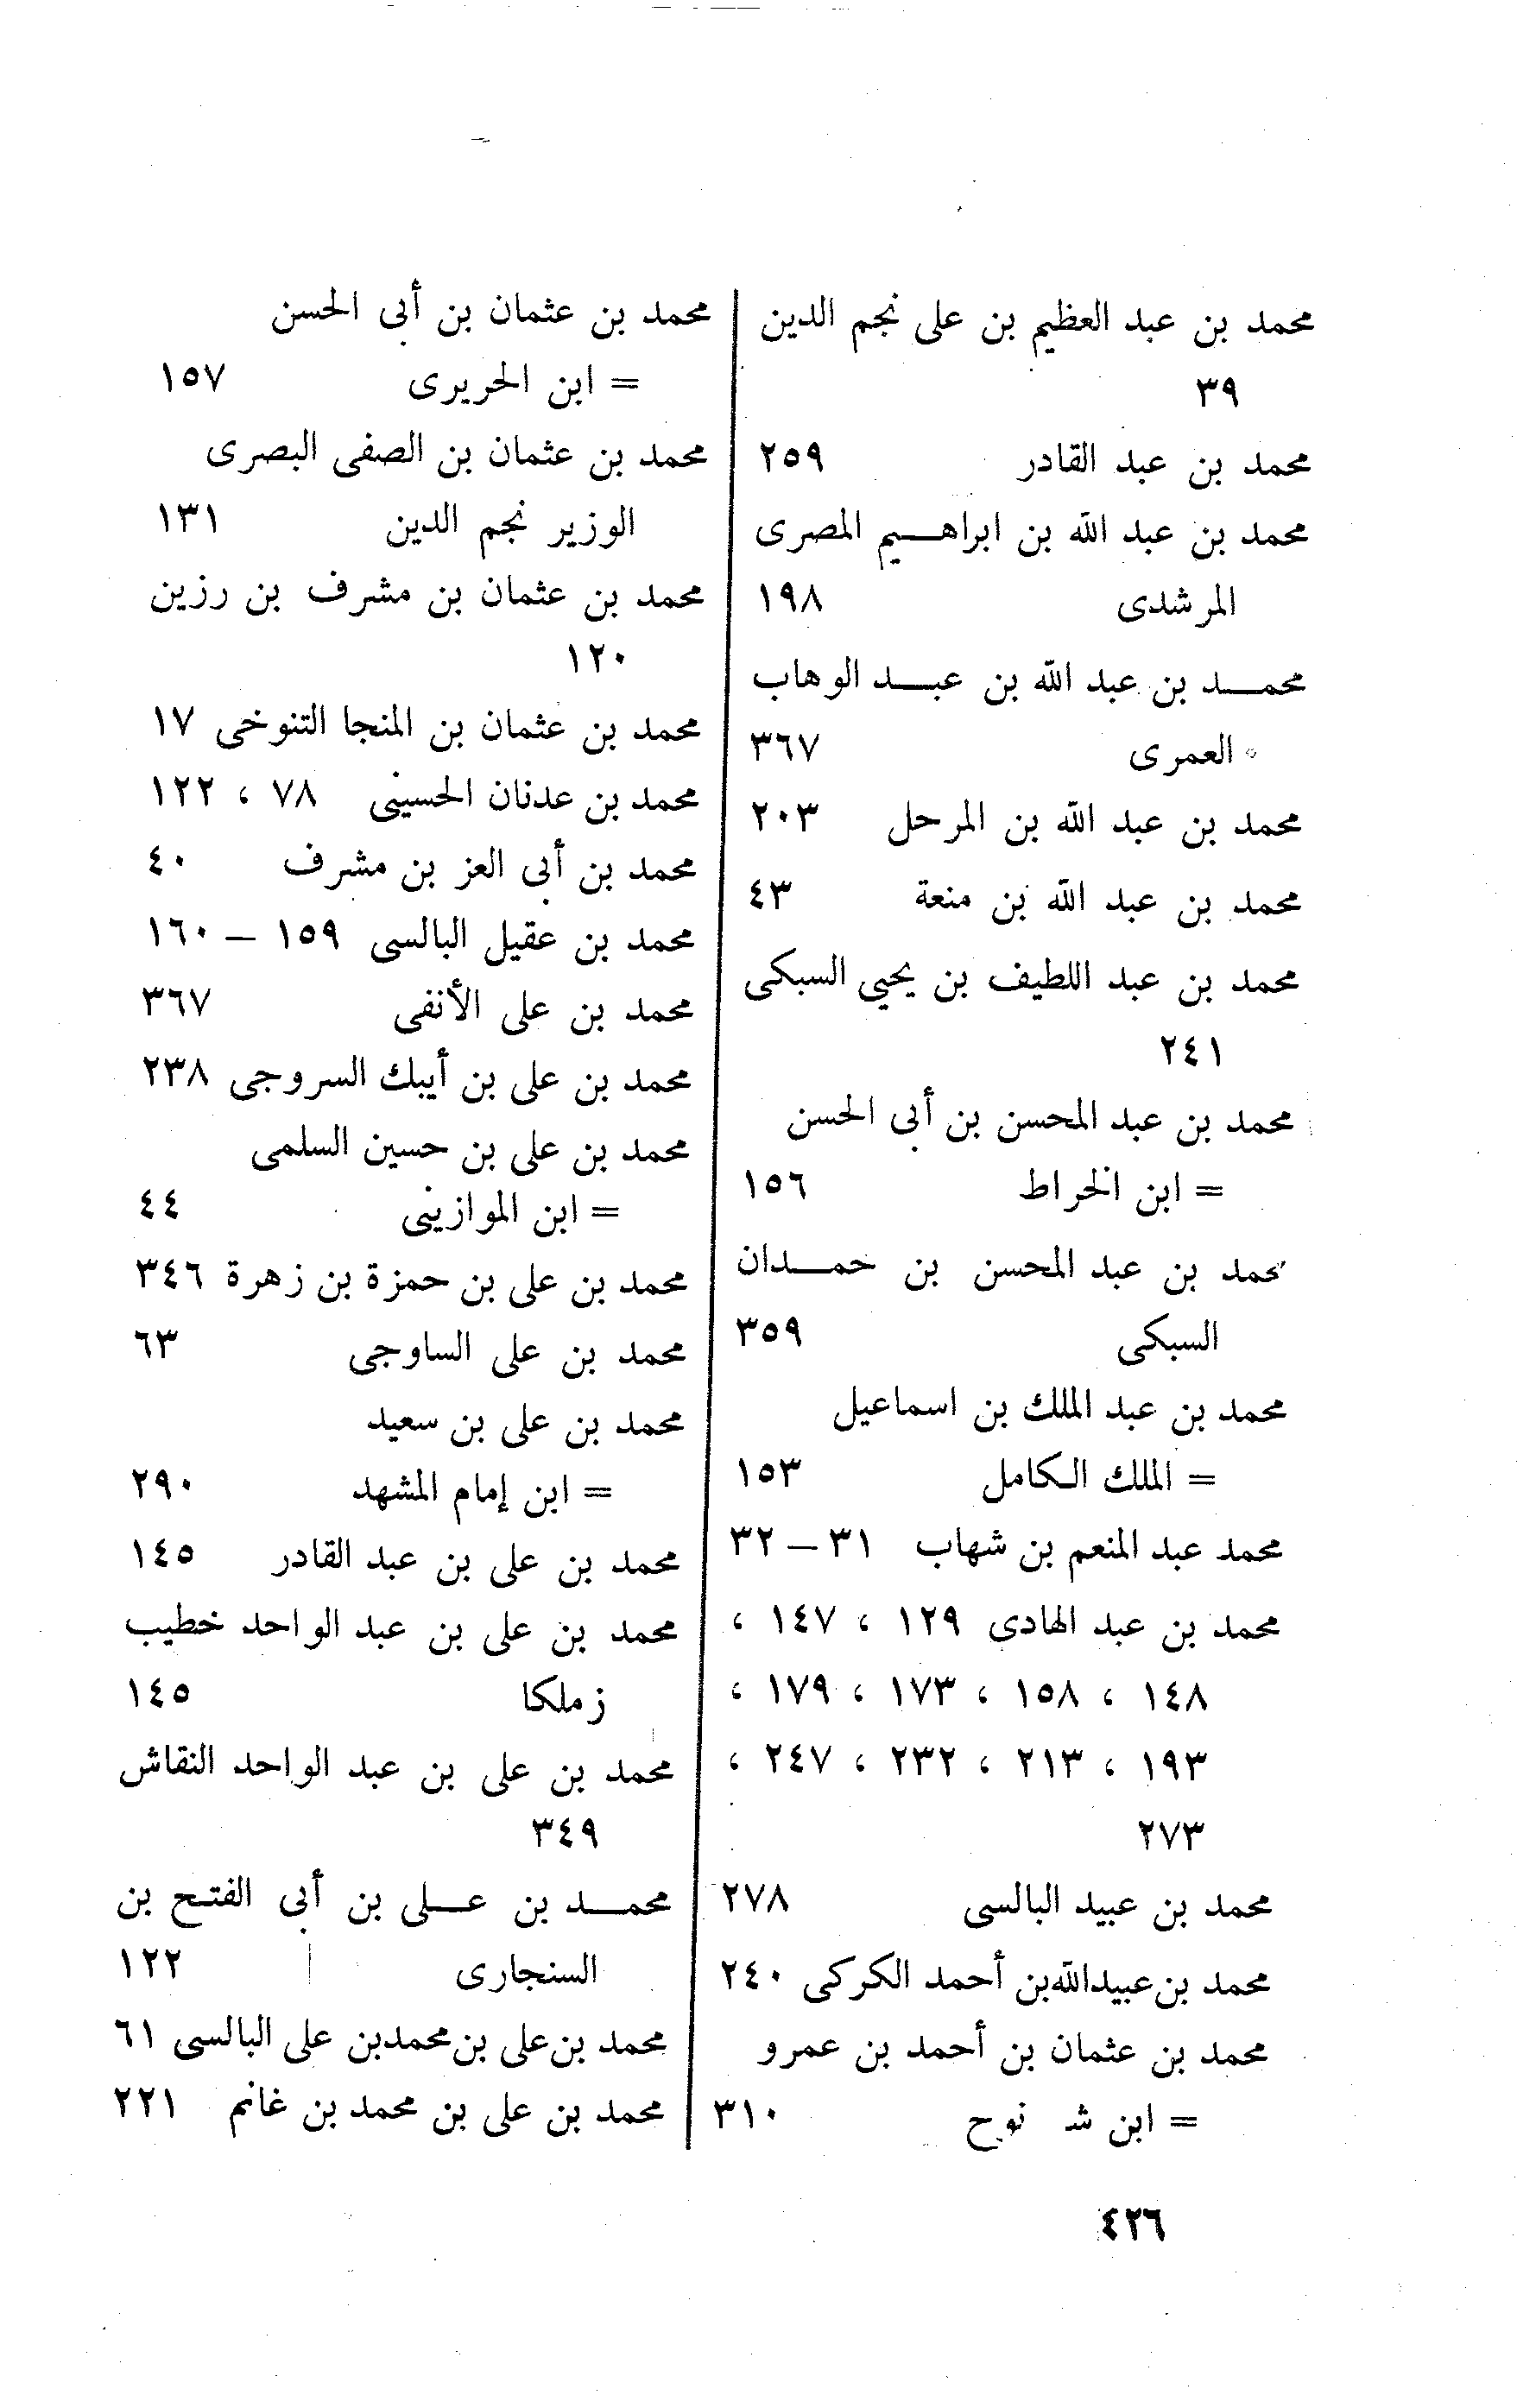 محمد بن عبد العظيم بن على نجم الدين
٣٩
محمد بن عبد القادر ٢٥٩
محمد بن عبد الله بن ابراهـيم المصرى
المرشدى ١٩٨
محمـد بن عبد الله بن عبـد الوهاب
العمرى ٣٦٧
محمد بن عبد الله بن المرحل ٢٠٣
محمد بن عبد الله بن منعة ٤٣
محمد بن عبد اللطيف بن يحيي السبكى
٢٤١
محمد بن عبد المحسن بن أبى الحسن
= ابن الخراط ١٥٦
محمد بن عبد المحسن بن حمـدان
السبكى ٣٥٩
محمد بن عبد الملك بن اسماعيل
= الملك الكامل ١٥٣
محمد عبد المنعم بن شهاب ٣١ – ٣٢
محمد بن عبد الهادى ١٢٩ ، ١٤٧ ،
١٤٨ ، ١٥٨ ، ١٧٣ ، ١٧٩ ،
١٩٣ ، ٢١٣ ، ٢٣٢ ، ٢٤٧ ،
٢٧٣
محمد بن عبيد البالسى ٢٧٨
محمد بن عبيدالله بن أحمد الكركى ٢٤٠
محمد بن عثمان بن أحمد بن عمرو
= ابن ش نوح ٣١٠
محمد بن عثمان بن أبى الحسن
= ابن الحريرى ١٥٧
محمد بن عثمان بن الصفى البصرى
الوزير نجم الدين ١٣١
محمد بن عثمان بن مشرف بن رزين
١٢٠
محمد بن عثمان بن المنجا التنوخى ١٧
محمد بن عدنان الحسينى ٧٨ ، ١٢٢
محمد بن أبى العز بن مشرف ٤٠
محمد بن عقيل البالسى ١٥٩ – ١٦٠
محمد بن على الأنفى ٣٦٧
محمد بن على بن أيبك السروجى ٢٣٨
محمد بن على بن حسين السلمى
= ابن الموازينى ٤٤
محمد بن على بن حمزة بن زهرة ٣٤٦
محمد بن على الساوجى ٦٣
محمد بن على بن سعيد
= ابن إمام المشهد ٢٩٠
محمد بن على بن عبد القادر ١٤٥
محمد بن على بن عبد الواحد خطيب
زملكا ١٤٥
محمد بن على بن عبد الواحد النقاش
٣٤٩
محمـد بن عـلى بن أبى الفتح بن
السنجارى ١٢٢
محمد بن على بن محمد بن على البالسى ٦١
محمد بن على بن محمد بن غانم ٢٢١
٤٢٦